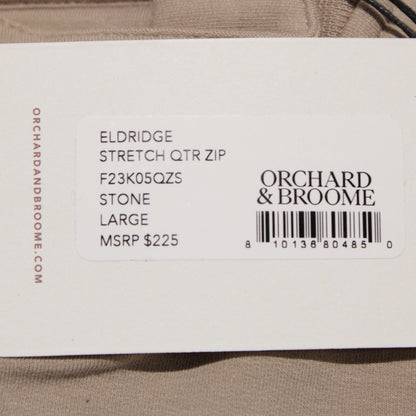 ORCHARDANDBROOME.COM
ELDRIDGE
STRETCH QTR ZIP
F23K05QZS
STONE
LARGE
MSRP $225
ORCHARD
& BROOME
8 10136 80485 0